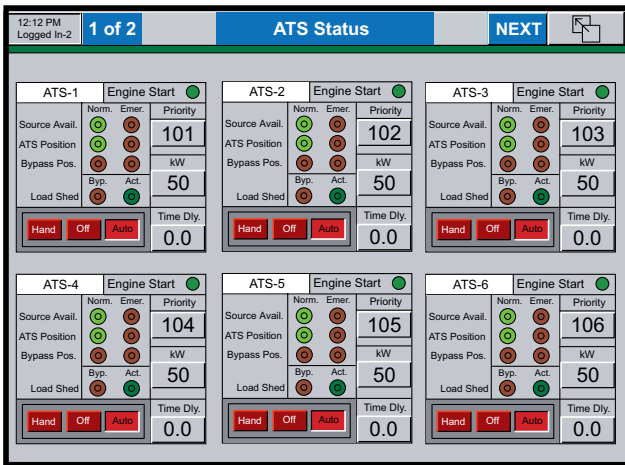 12:12 PM
Logged In-2
1 of 2
ATS Status
NEXT
ATS-1 Engine Start
Norm. Emer. Priority
Source Avail.
101
ATS Position
Bypass Pos.
kW
50
Byp. Act.
Load Shed
Time Dly.
Hand Off Auto
0.0
ATS-2 Engine Start
Norm. Emer. Priority
Source Avail.
102
ATS Position
Bypass Pos.
kW
50
Byp. Act.
Load Shed
Time Dly.
Hand Off Auto
0.0
ATS-3 Engine Start
Norm. Emer. Priority
Source Avail.
103
ATS Position
Bypass Pos.
kW
50
Byp. Act.
Load Shed
Time Dly.
Hand Off Auto
0.0
ATS-4 Engine Start
Norm. Emer. Priority
Source Avail.
104
ATS Position
Bypass Pos.
kW
50
Byp. Act.
Load Shed
Time Dly.
Hand Off Auto
0.0
ATS-5 Engine Start
Norm. Emer. Priority
Source Avail.
105
ATS Position
Bypass Pos.
kW
50
Byp. Act.
Load Shed
Time Dly.
Hand Off Auto
0.0
ATS-6 Engine Start
Norm. Emer. Priority
Source Avail.
106
ATS Position
Bypass Pos.
kW
50
Byp. Act.
Load Shed
Time Dly.
Hand Off Auto
0.0